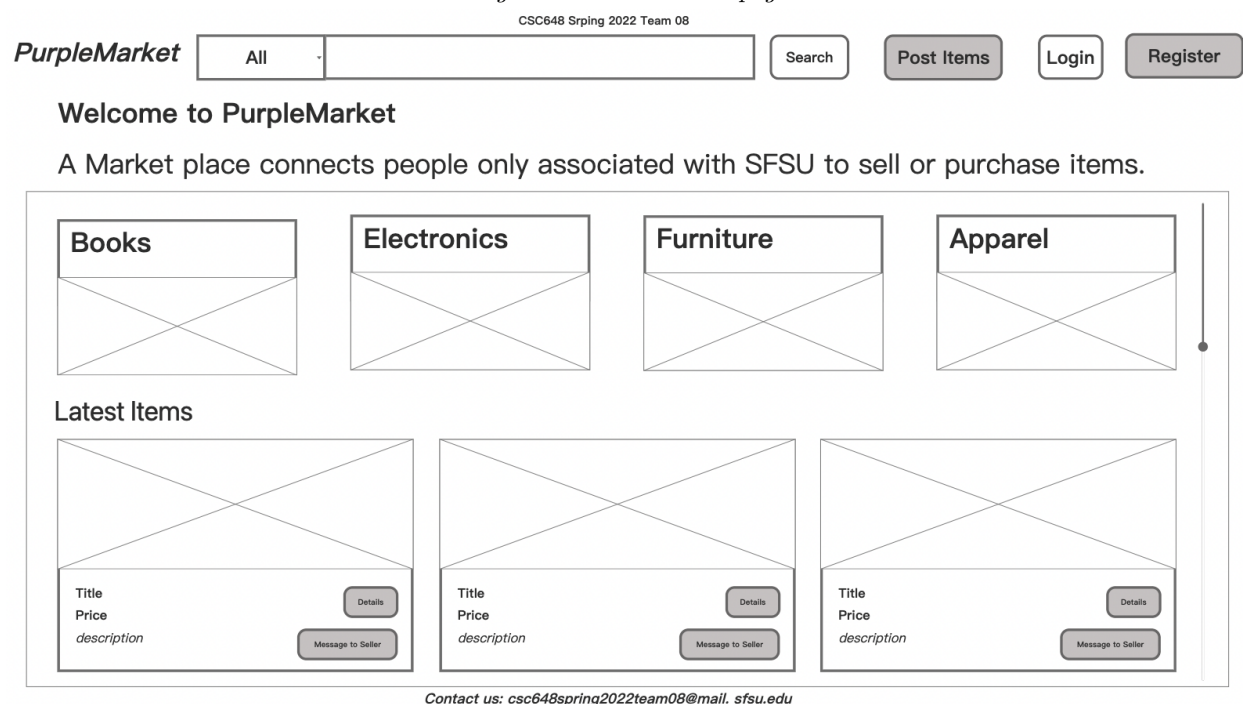 CSC648 Srping 2022 Team 08
PurpleMarket
All
Search
Post Items
Login
Register
Welcome to PurpleMarket
A Market place connects people only associated with SFSU to sell or purchase items.
Books
Electronics
Furniture
Apparel
Latest Items
Title
Price
description
Details
Message to Seller
Title
Price
description
Details
Message to Seller
Title
Price
description
Details
Message to Seller
Contact us: csc648spring2022team08@mail. sfsu.edu